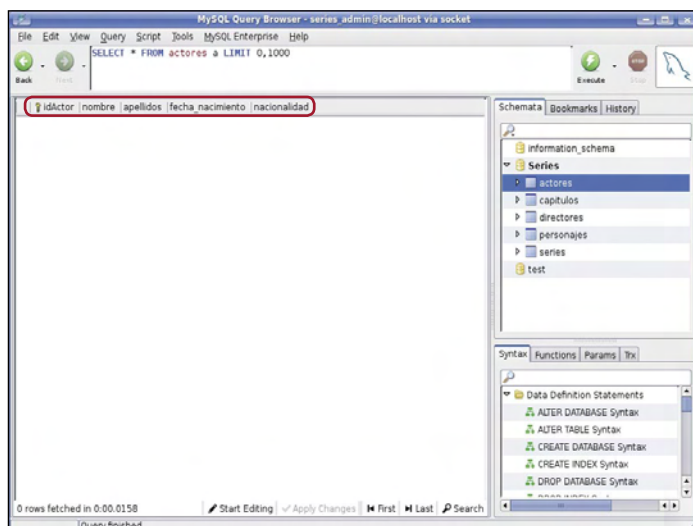 MySQL Query Browser - series_admin@localhost via socket
File Edit View Query Script Tools MySQL Enterprise Help
SELECT * FROM actores a LIMIT 0,1000
Back Next
Execute Stop
idActor nombre apellidos fecha_nacimiento nacionalidad
Schemata Bookmarks History
information_schema
Series
actores
capitulos
directores
personajes
series
test
Syntax Functions Params Trx
Data Definition Statements
ALTER DATABASE Syntax
ALTER TABLE Syntax
CREATE DATABASE Syntax
CREATE INDEX Syntax
DROP DATABASE Syntax
0 rows fetched in 0:00.0158 Start Editing Apply Changes First Last Search
Query finished